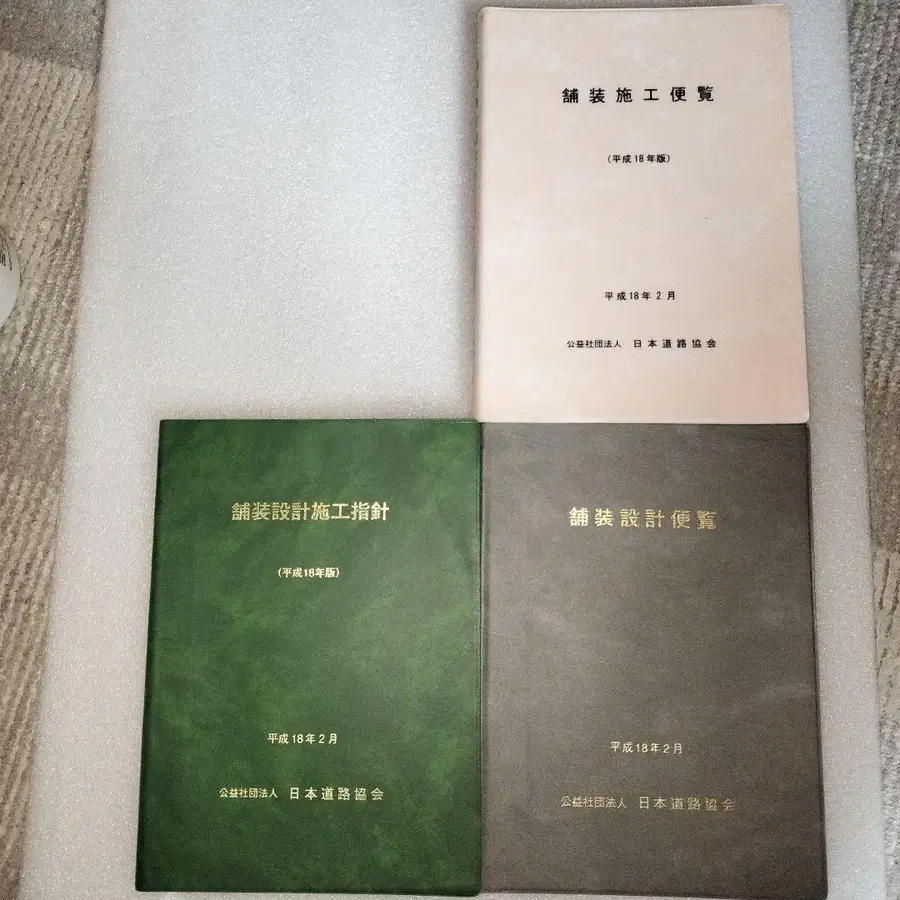 舗装施工便覧
(平成18年版)
平成18年2月
公益社団法人 日本道路協会
舗装設計施工指針
(平成18年版)
平成18年2月
公益社団法人 日本道路協会
舗装設計便覧
平成18年2月
公益社団法人 日本道路協会